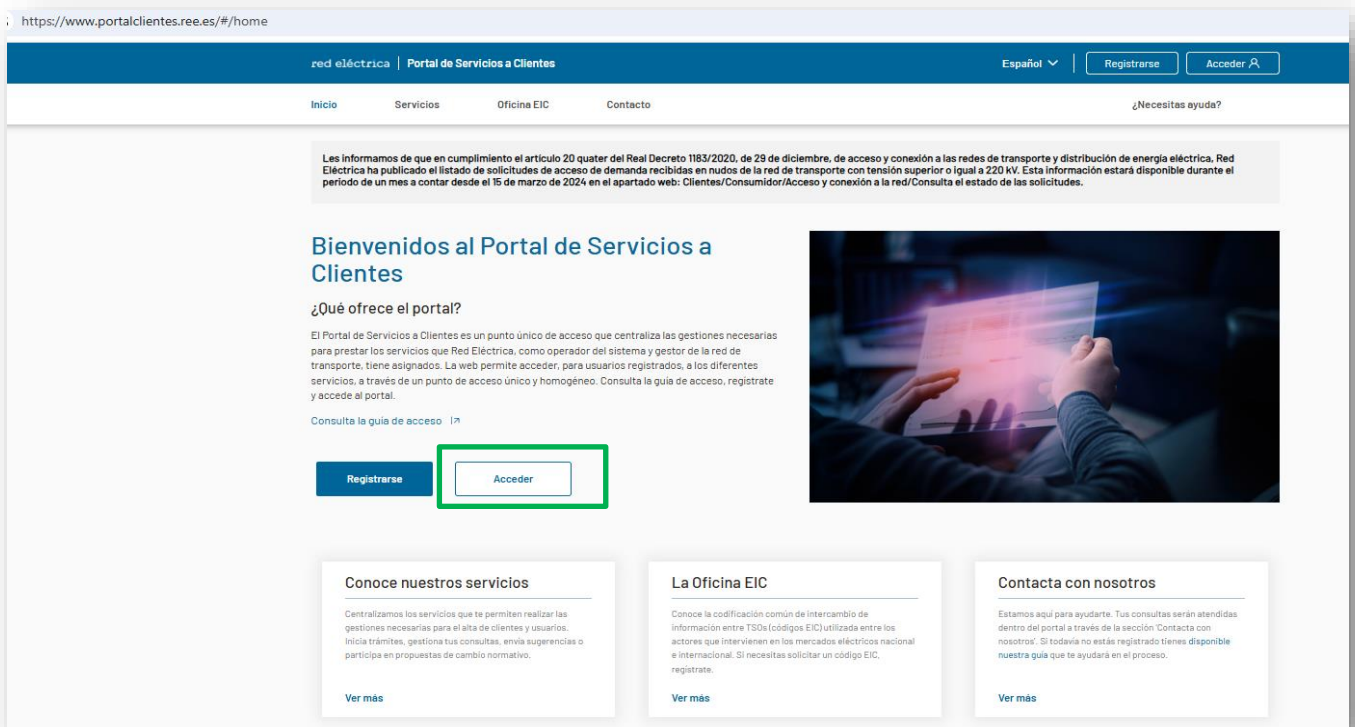 https://www.portalclientes.ree.es/#/home
red eléctrica | Portal de Servicios a Clientes
Español
Registrarse
Acceder
Inicio
Servicios
Oficina EIC
Contacto
¿Necesitas ayuda?
Les informamos de que en cumplimiento el artículo 20 quater del Real Decreto 1183/2020, de 29 de diciembre, de acceso y conexión a las redes de transporte y distribución de energía eléctrica, Red
Eléctrica ha publicado el listado de solicitudes de acceso de demanda recibidas en nudos de la red de transporte con tensión superior o igual a 220 kV. Esta información estará disponible durante el
periodo de un mes a contar desde el 15 de marzo de 2024 en el apartado web: Clientes/Consumidor/Acceso y conexión a la red/Consulta el estado de las solicitudes.
Bienvenidos al Portal de Servicios a
Clientes
¿Qué ofrece el portal?
El Portal de Servicios a Clientes es un punto único de acceso que centraliza las gestiones necesarias
para prestar los servicios que Red Eléctrica, como operador del sistema y gestor de la red de
transporte, tiene asignados. La web permite acceder, para usuarios registrados, a los diferentes
servicios, a través de un punto de acceso único y homogéneo. Consulta la guía de acceso, regístrate
y accede al portal.
Consulta la guía de acceso
Registrarse
Acceder
Conoce nuestros servicios
Centralizamos los servicios que te permiten realizar las
gestiones necesarias para el alta de clientes y usuarios.
Inicia trámites, gestiona tus consultas, envía sugerencias o
participa en propuestas de cambio normativo.
Ver más
La Oficina EIC
Conoce la codificación común de intercambio de
información entre TSOs (códigos EIC) utilizada entre los
actores que intervienen en los mercados eléctricos nacional
e internacional. Si necesitas solicitar un código EIC,
regístrate.
Ver más
Contacta con nosotros
Estamos aquí para ayudarte. Tus consultas serán atendidas
dentro del portal a través de la sección 'Contacta con
nosotros'. Si todavía no estás registrado tienes disponible
nuestra guía que te ayudará en el proceso.
Ver más